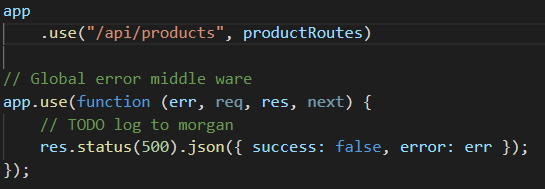 app
.use("/api/products", productRoutes)
// Global error middle ware
app.use(function (err, req, res, next) {
// TODO log to morgan
res.status(500).json({ success: false, error: err });
});